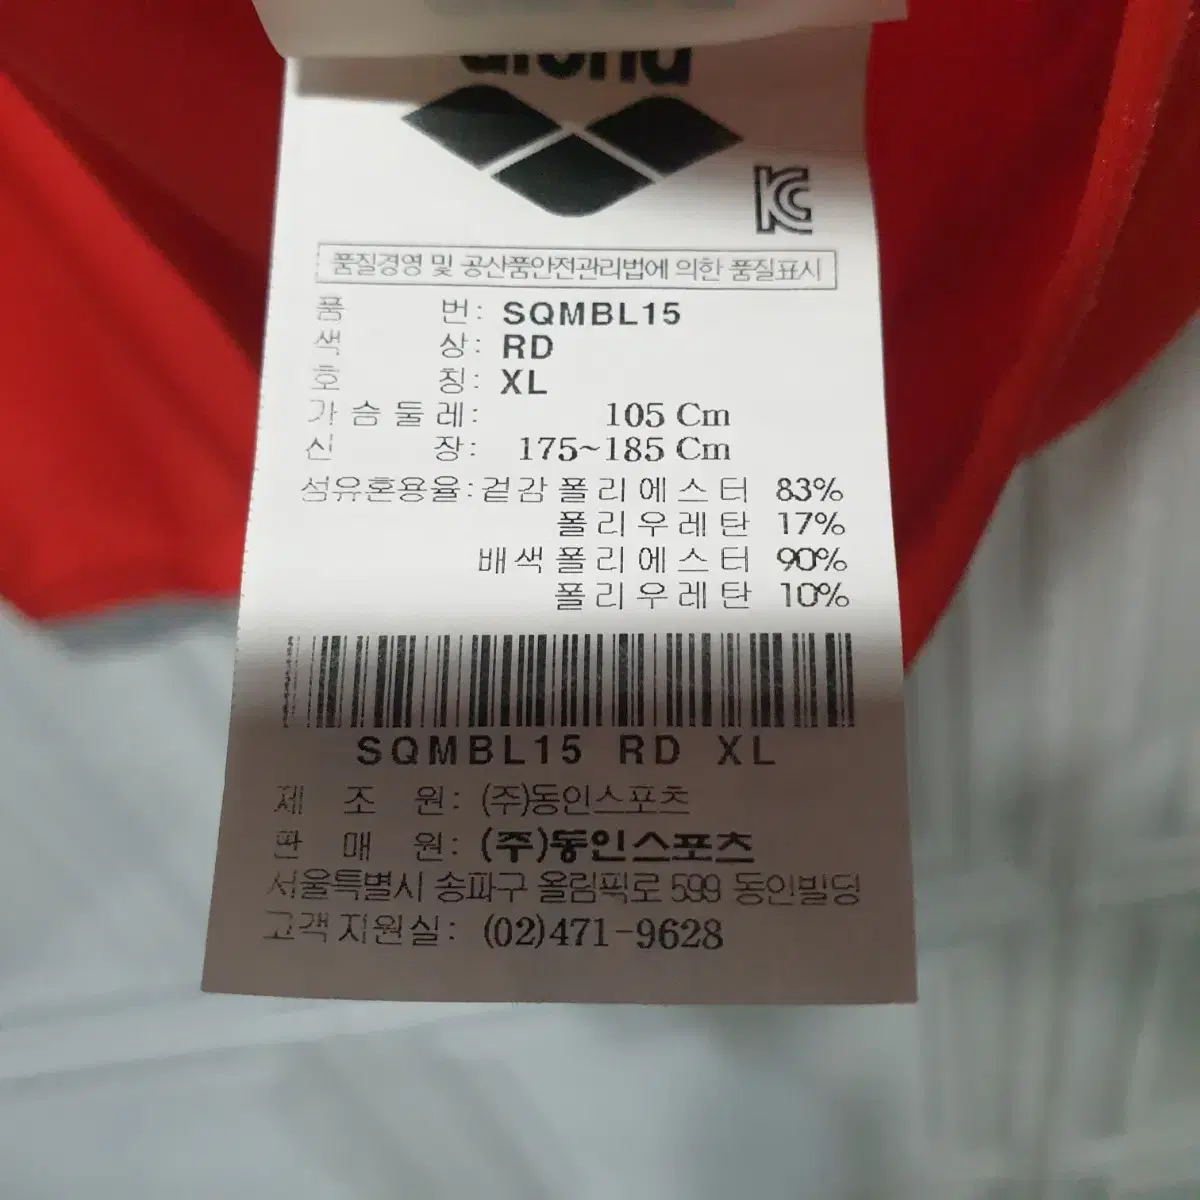 arena
KC
품질경영 및 공산품안전관리법에 의한 품질표시
품 번: SQMBL15
색 상: RD
호 칭: XL
가슴둘레: 105 Cm
신 장: 175~185 Cm
섬유혼용율: 겉감 폴리에스터 83%
폴리우레탄 17%
배색 폴리에스터 90%
폴리우레탄 10%
SQMBL15 RD XL
제 조 원: (주)동인스포츠
판 매 원: (주)동인스포츠
서울특별시 송파구 올림픽로 599 동인빌딩
고객지원실: (02)471-9628